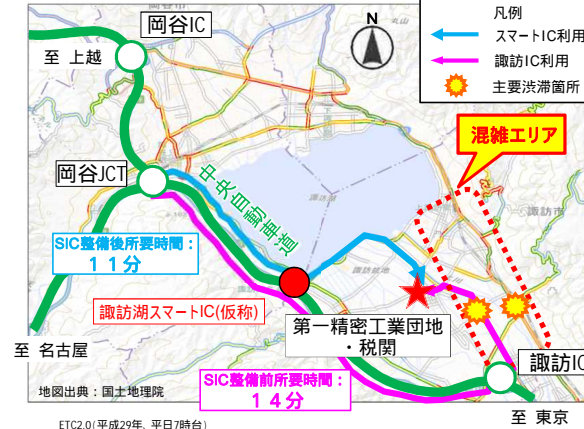 岡谷IC
N
凡例
スマートIC利用
諏訪IC利用
主要渋滞箇所
至 上越
混雑エリア
岡谷JCT
中央自動車道
諏訪湖
諏訪市
SIC整備後所要時間：
１１分
諏訪湖スマートIC(仮称)
第一精密工業団地
・税関
至 名古屋
SIC整備前所要時間：
１４分
諏訪IC
地図出典：国土地理院
至 東京
ETC2.0(平成29年、平日7時台)